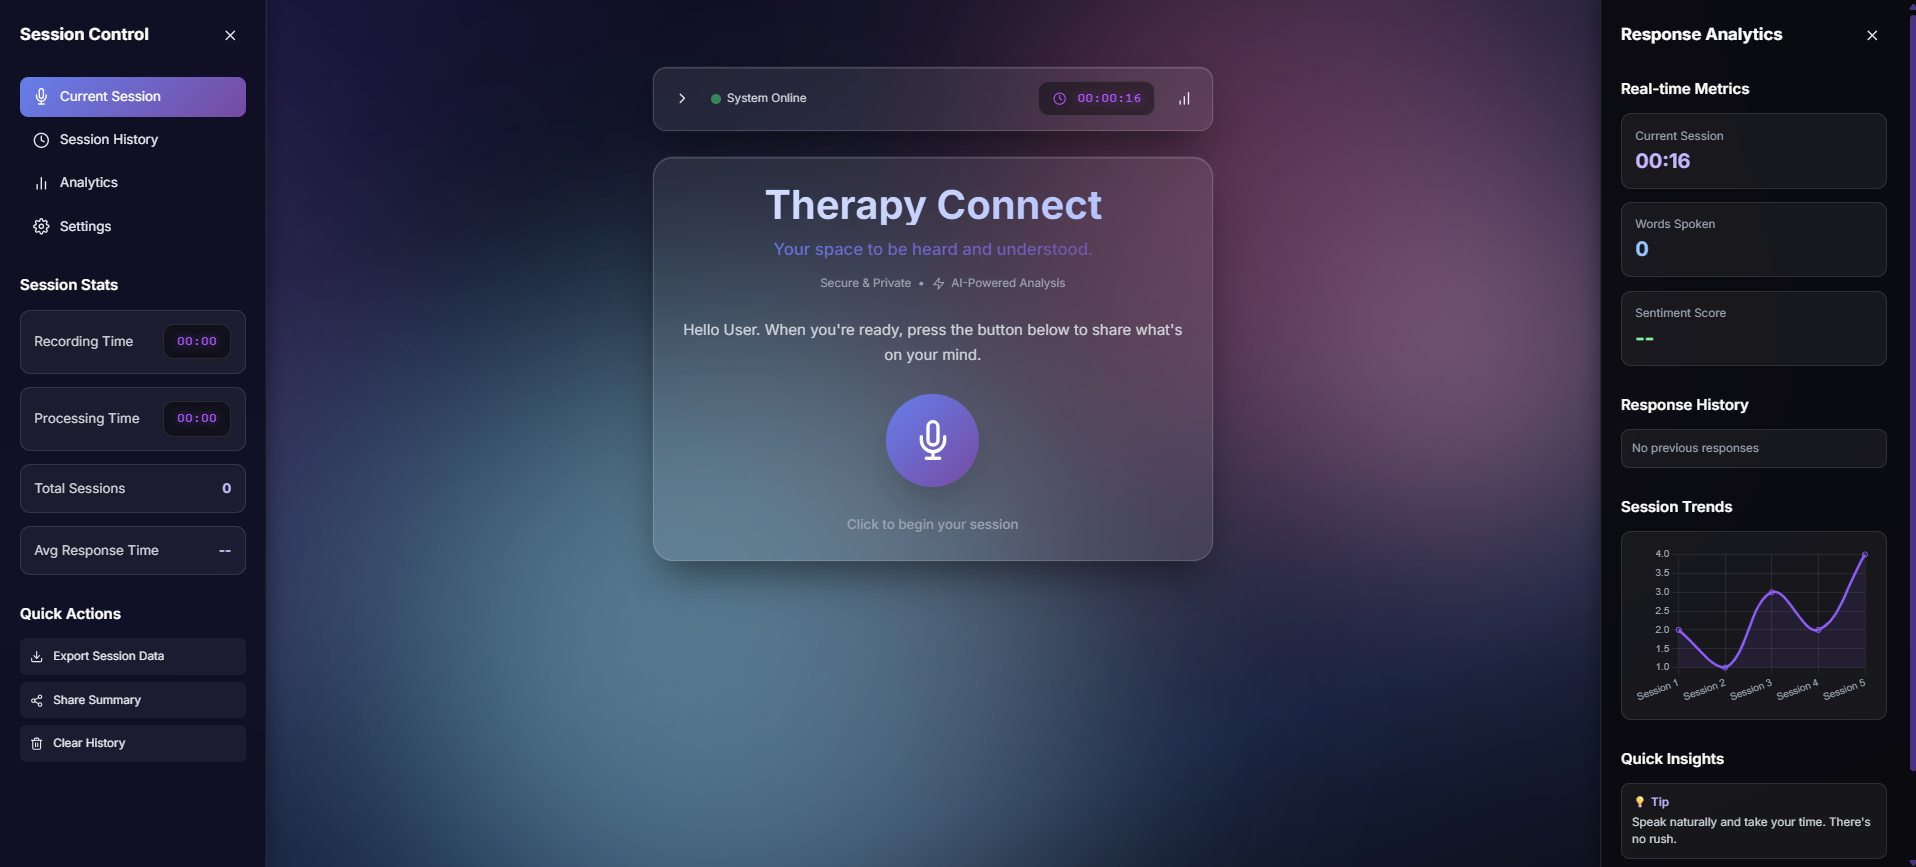 Session Control
Current Session
Session History
Analytics
Settings
Session Stats
Recording Time 00:00
Processing Time 00:00
Total Sessions 0
Avg Response Time --
Quick Actions
Export Session Data
Share Summary
Clear History
System Online 00:00:16
Therapy Connect
Your space to be heard and understood.
Secure & Private • AI-Powered Analysis
Hello User. When you're ready, press the button below to share what's
on your mind.
Click to begin your session
Response Analytics
Real-time Metrics
Current Session
00:16
Words Spoken
0
Sentiment Score
--
Response History
No previous responses
Session Trends
4.0
3.5
3.0
2.5
2.0
1.5
1.0
Session 1 Session 2 Session 3 Session 4 Session 5
Quick Insights
💡 Tip
Speak naturally and take your time. There's
no rush.